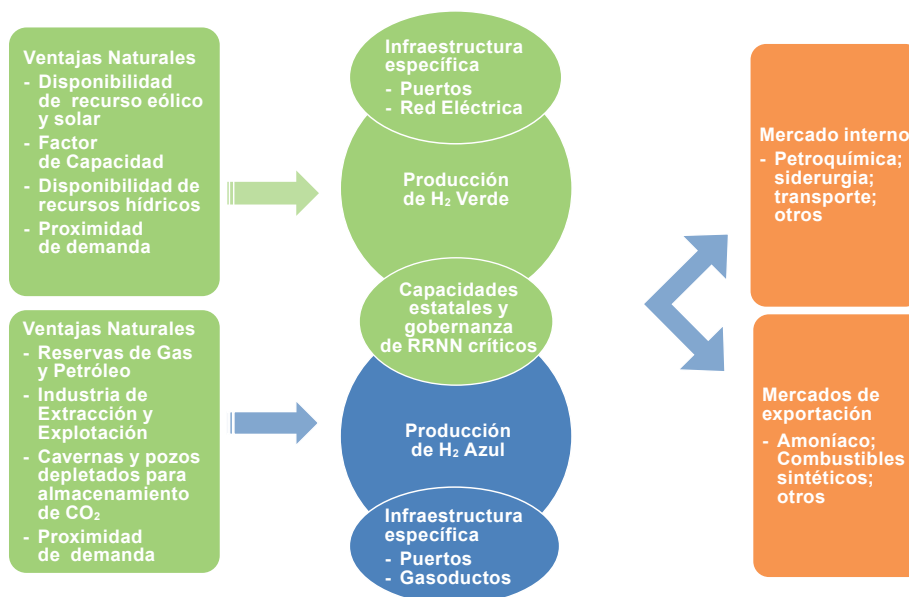 Ventajas Naturales
- Disponibilidad
de recurso eólico
y solar
- Factor
de Capacidad
- Disponibilidad de
recursos hídricos
- Proximidad
de demanda
Ventajas Naturales
- Reservas de Gas
y Petróleo
- Industria de
Extracción y
Explotación
- Cavernas y pozos
depletados para
almacenamiento
de CO₂
- Proximidad
de demanda
Infraestructura
específica
- Puertos
- Red Eléctrica
Producción
de H₂ Verde
Capacidades
estatales y
gobernanza
de RRNN críticos
Producción
de H₂ Azul
Infraestructura
específica
- Puertos
- Gasoductos
Mercado interno
- Petroquímica;
siderurgia;
transporte;
otros
Mercados de
exportación
- Amoníaco;
Combustibles
sintéticos;
otros